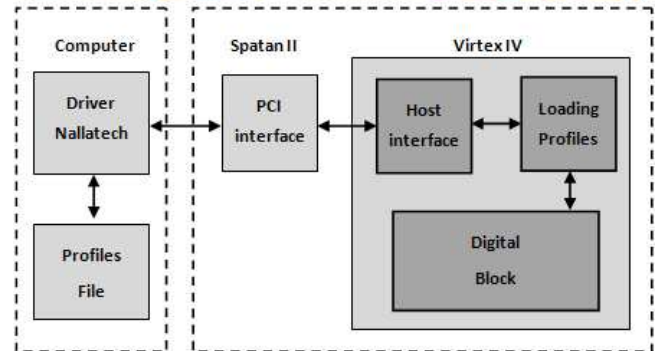 Computer
Spatan II
Virtex IV
Driver
Nallatech
PCI
interface
Host
interface
Loading
Profiles
Profiles
File
Digital
Block